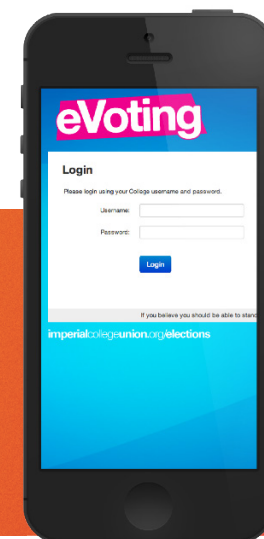 eVoting
Login
Please login using your College username and password.
Username:
Password:
Login
If you believe you should be able to stand
imperialcollegeunion.org/elections